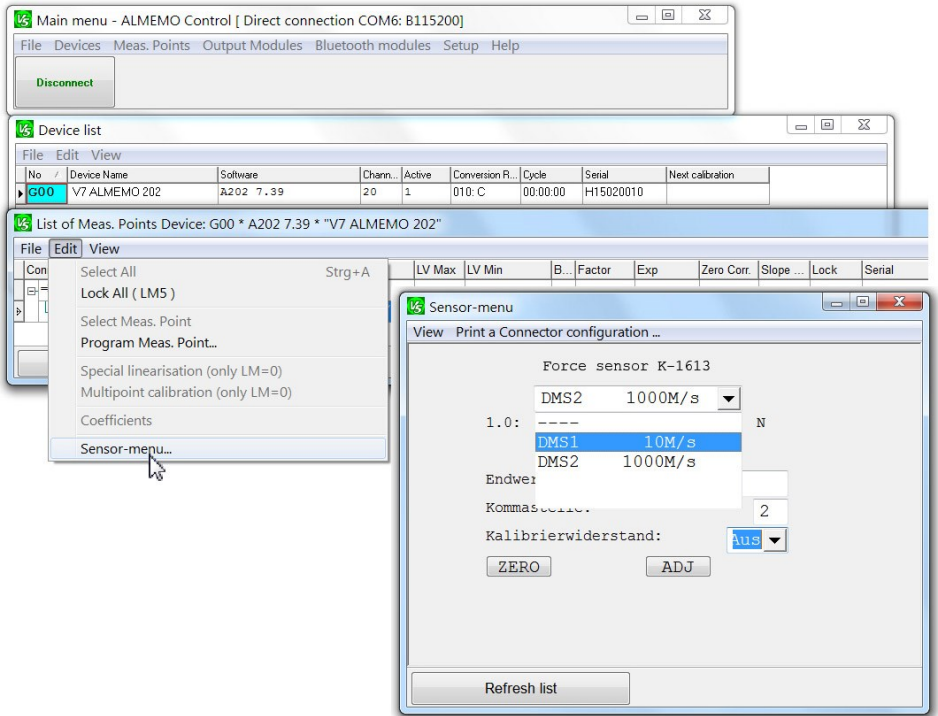 Main menu - ALMEMO Control [ Direct connection COM6: B115200]
File Devices Meas. Points Output Modules Bluetooth modules Setup Help
Disconnect
Device list
File Edit View
No / Device Name Software Chann... Active Conversion R... Cycle Serial Next calibration
G00 V7 ALMEMO 202 A202 7.39 20 1 010: C 00:00:00 H15020010
List of Meas. Points Device: G00 * A202 7.39 * "V7 ALMEMO 202"
File Edit View
Con LV Max LV Min B... Factor Exp Zero Corr. Slope ... Lock Serial
Select All Strg+A
Lock All ( LM5 )
Select Meas. Point
Program Meas. Point...
Special linearisation (only LM=0)
Multipoint calibration (only LM=0)
Coefficients
Sensor-menu...
Sensor-menu
View Print a Connector configuration ...
Force sensor K-1613
DMS2 1000M/s
1.0: ---- N
DMS1 10M/s
DMS2 1000M/s
Endwer
2
Kalibrierwiderstand: Aus
ZERO ADJ
Refresh list